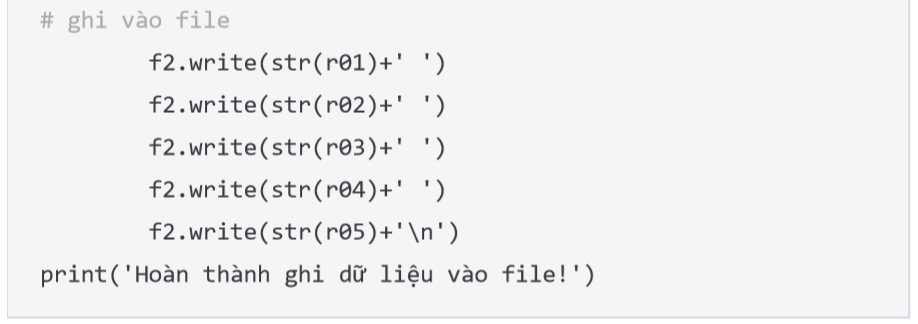 # ghi vào file
f2.write(str(r01)+' ')
f2.write(str(r02)+' ')
f2.write(str(r03)+' ')
f2.write(str(r04)+' ')
f2.write(str(r05)+'\n')
print('Hoàn thành ghi dữ liệu vào file!')